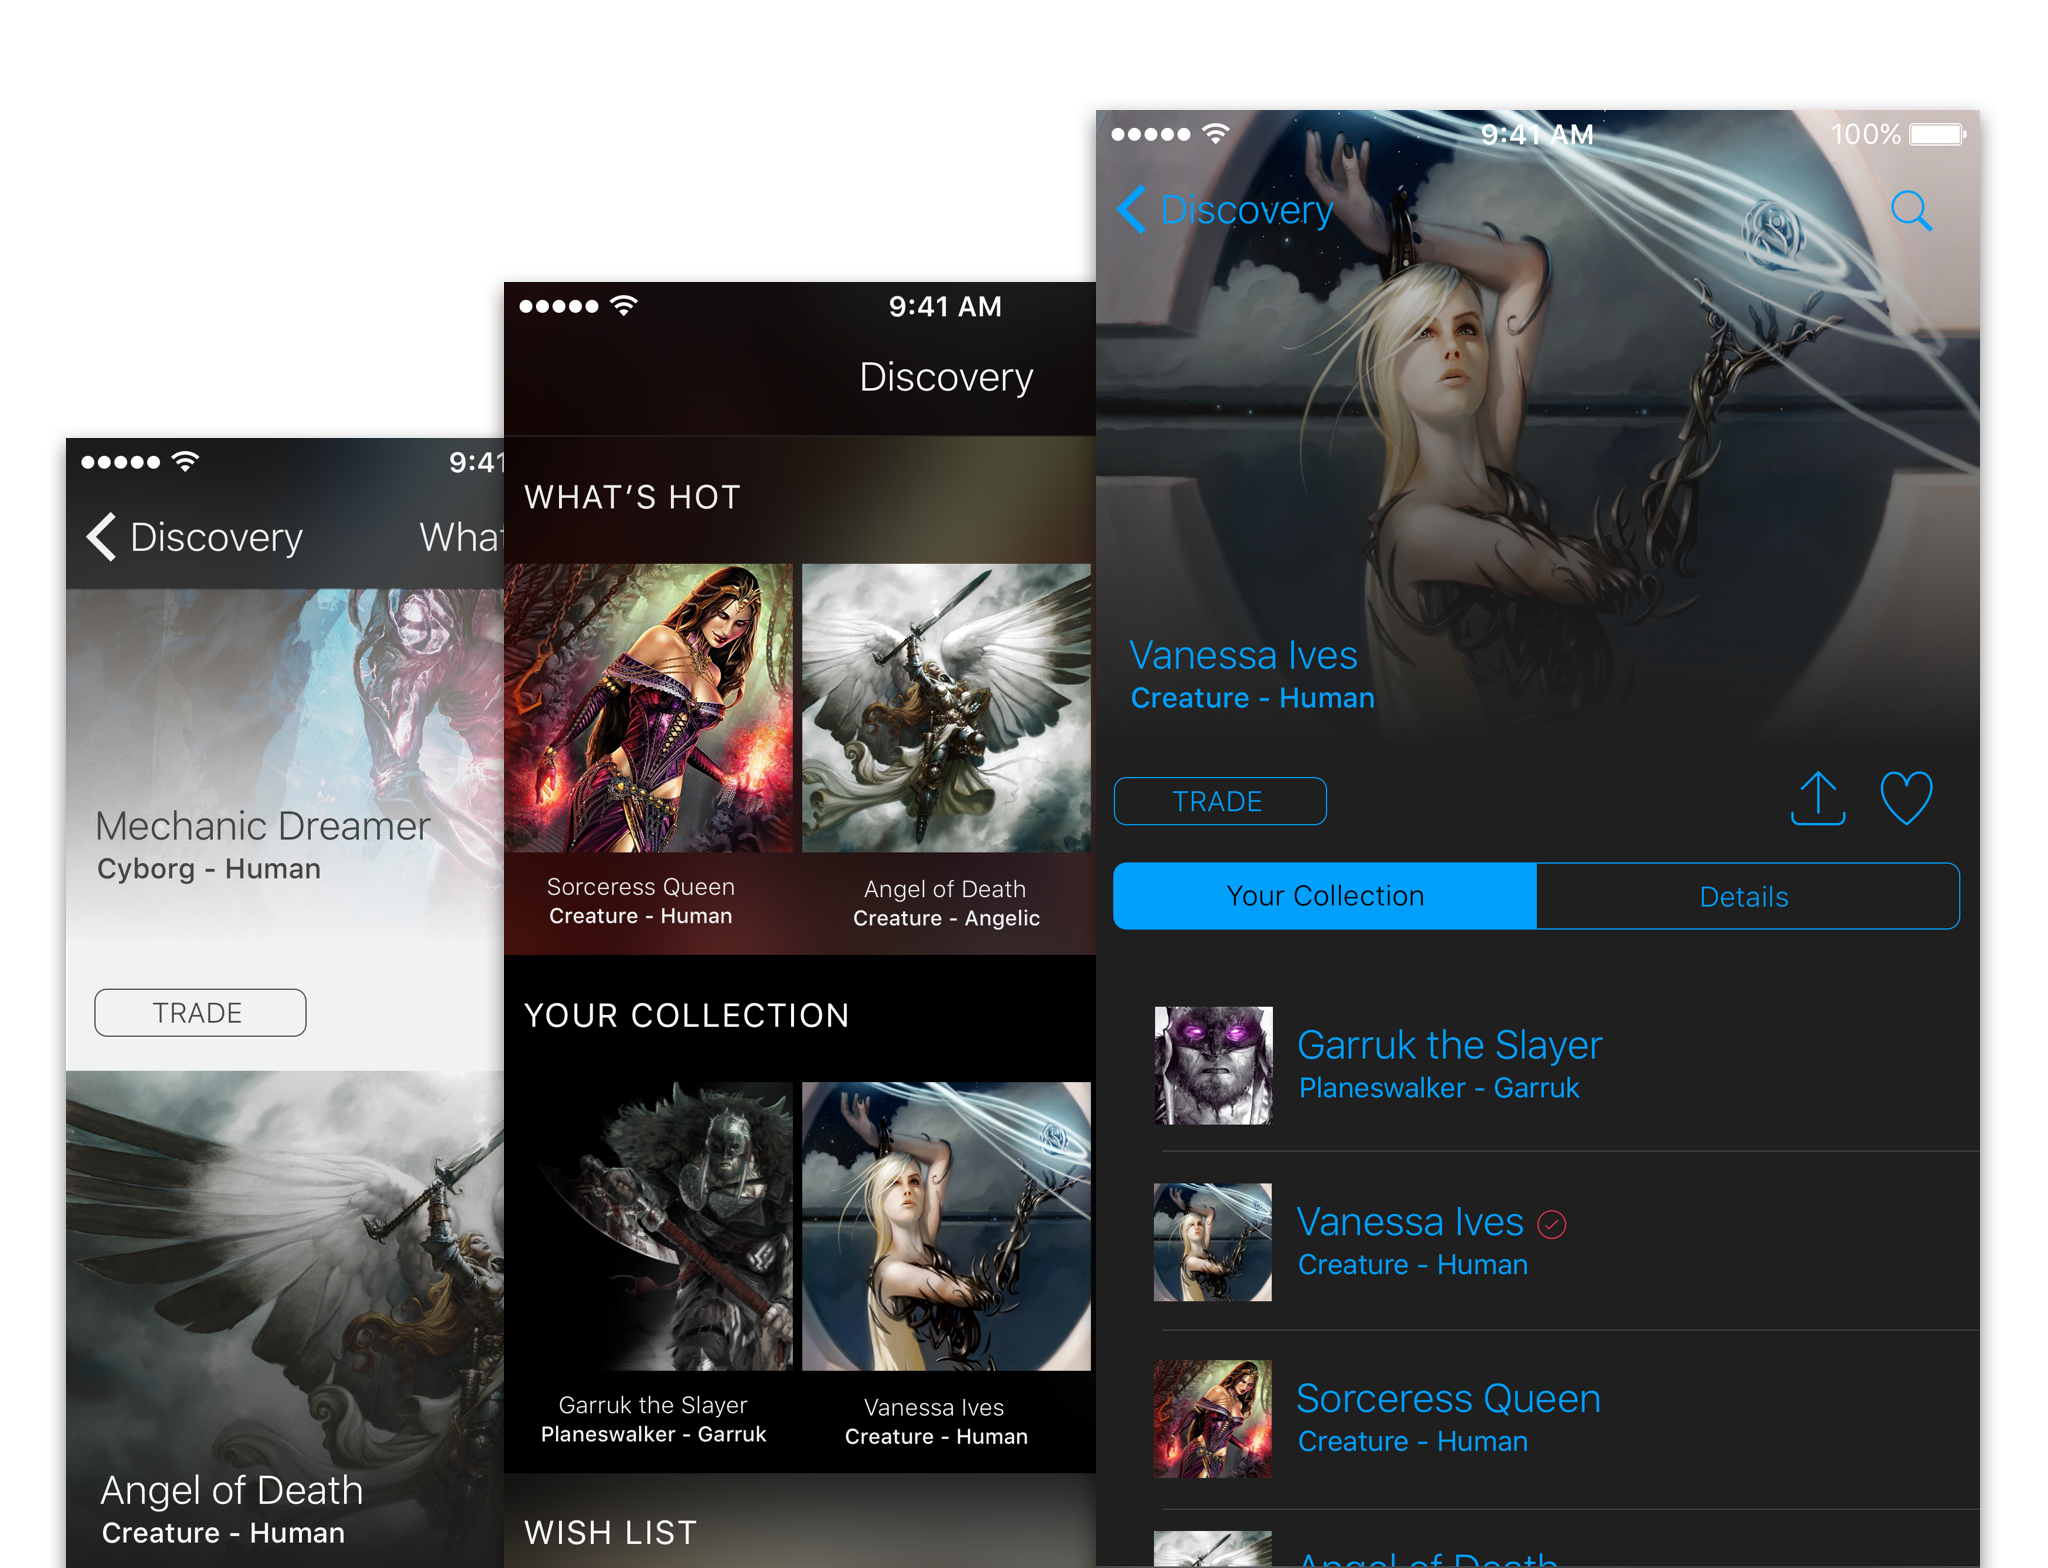 9:41
Discovery
What
Mechanic Dreamer
Cyborg - Human
TRADE
Angel of Death
Creature - Human
9:41 AM
Discovery
WHAT'S HOT
Sorceress Queen
Creature - Human
Angel of Death
Creature - Angelic
YOUR COLLECTION
Garruk the Slayer
Planeswalker - Garruk
Vanessa Ives
Creature - Human
WISH LIST
9:41 AM
100%
Discovery
Vanessa Ives
Creature - Human
TRADE
Your Collection
Details
Garruk the Slayer
Planeswalker - Garruk
Vanessa Ives
Creature - Human
Sorceress Queen
Creature - Human
Angel of Death